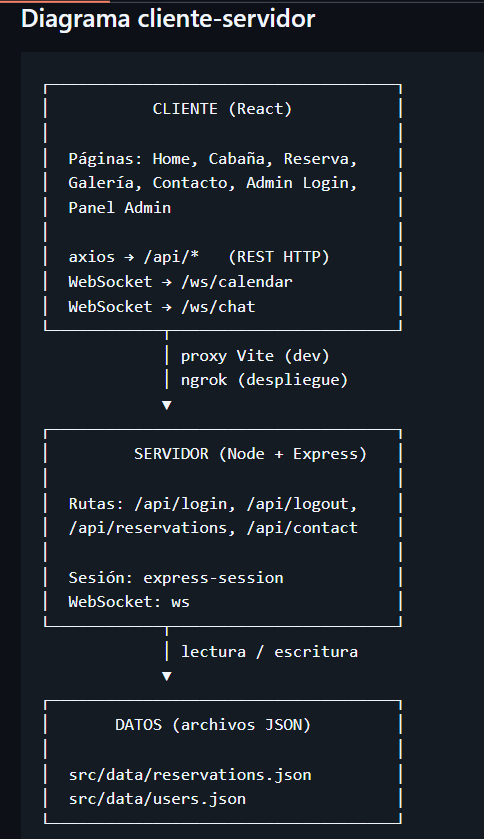 Diagrama cliente-servidor
CLIENTE (React)
Páginas: Home, Cabaña, Reserva,
Galería, Contacto, Admin Login,
Panel Admin
axios → /api/* (REST HTTP)
WebSocket → /ws/calendar
WebSocket → /ws/chat
proxy Vite (dev)
ngrok (despliegue)
SERVIDOR (Node + Express)
Rutas: /api/login, /api/logout,
/api/reservations, /api/contact
Sesión: express-session
WebSocket: ws
lectura / escritura
DATOS (archivos JSON)
src/data/reservations.json
src/data/users.json